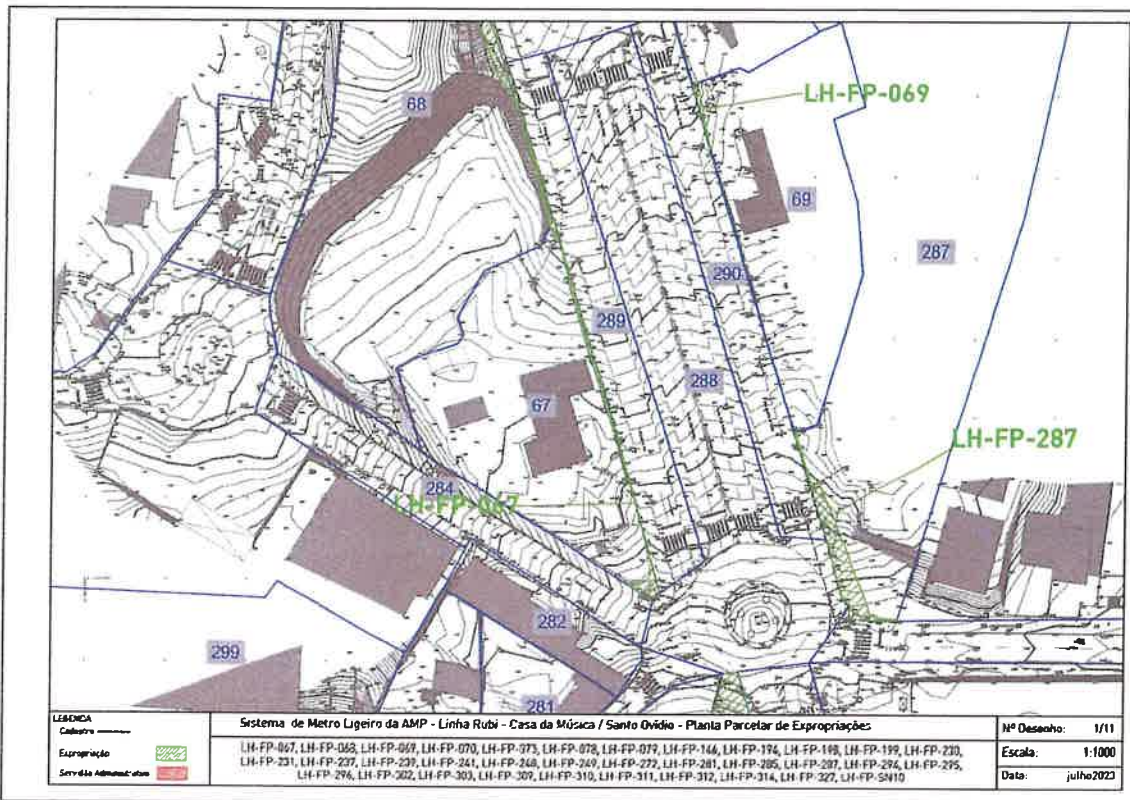 68
LH-FP-069
69
287
290
289
288
67
LH-FP-287
284
LH-FP-067
282
299
281
LEGENDA
Cadastro
Expropriação
Servidão Administrativa
Sistema de Metro Ligeiro da AMP - Linha Rubi - Casa da Música / Santo Ovídio - Planta Parcelar de Expropriações
LH-FP-067, LH-FP-068, LH-FP-069, LH-FP-070, LH-FP-073, LH-FP-078, LH-FP-079, LH-FP-146, LH-FP-194, LH-FP-198, LH-FP-199, LH-FP-230,
LH-FP-231, LH-FP-237, LH-FP-239, LH-FP-241, LH-FP-248, LH-FP-249, LH-FP-272, LH-FP-281, LH-FP-285, LH-FP-287, LH-FP-294, LH-FP-295,
LH-FP-296, LH-FP-302, LH-FP-303, LH-FP-309, LH-FP-310, LH-FP-311, LH-FP-312, LH-FP-314, LH-FP-327, LH-FP-SN10
Nº Desenho: 1/11
Escala: 1:1000
Data: julho2023